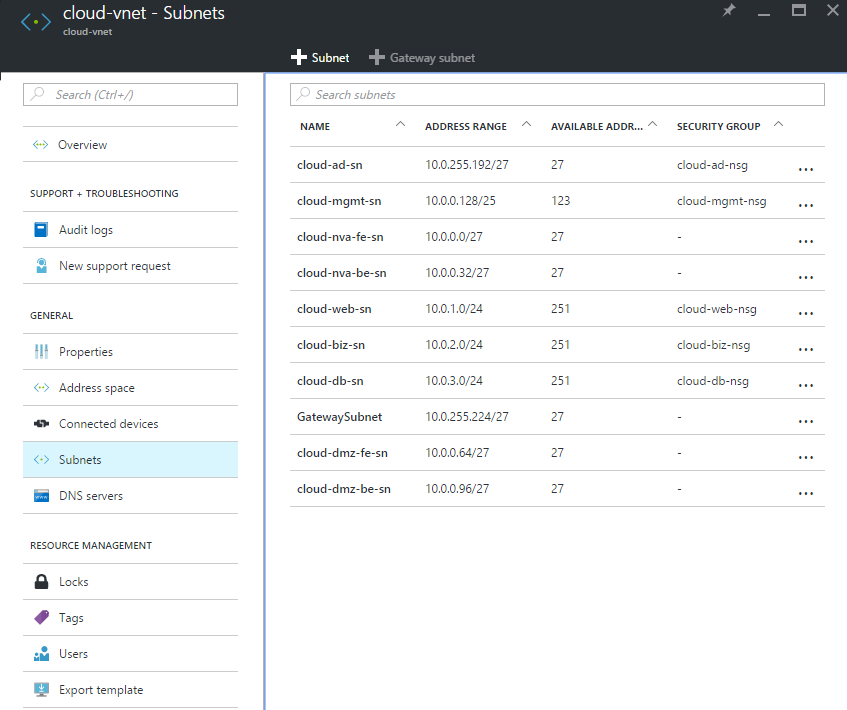 cloud-vnet - Subnets
cloud-vnet
Subnet Gateway subnet
Search (Ctrl+/)
Overview
SUPPORT + TROUBLESHOOTING
Audit logs
New support request
GENERAL
Properties
Address space
Connected devices
Subnets
DNS servers
RESOURCE MANAGEMENT
Locks
Tags
Users
Export template
Search subnets
NAME ADDRESS RANGE AVAILABLE ADDR... SECURITY GROUP
cloud-ad-sn 10.0.255.192/27 27 cloud-ad-nsg ...
cloud-mgmt-sn 10.0.0.128/25 123 cloud-mgmt-nsg ...
cloud-nva-fe-sn 10.0.0.0/27 27 - ...
cloud-nva-be-sn 10.0.0.32/27 27 - ...
cloud-web-sn 10.0.1.0/24 251 cloud-web-nsg ...
cloud-biz-sn 10.0.2.0/24 251 cloud-biz-nsg ...
cloud-db-sn 10.0.3.0/24 251 cloud-db-nsg ...
GatewaySubnet 10.0.255.224/27 27 - ...
cloud-dmz-fe-sn 10.0.0.64/27 27 - ...
cloud-dmz-be-sn 10.0.0.96/27 27 - ...